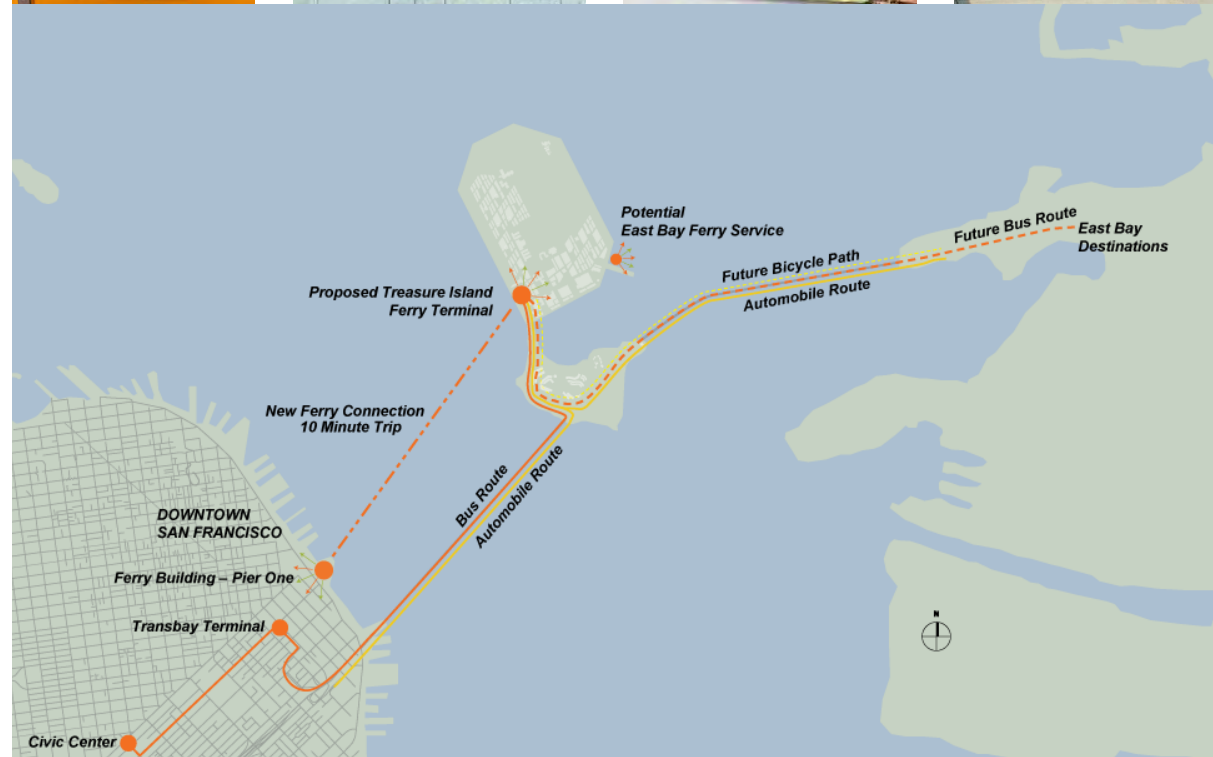 Potential
East Bay Ferry Service
Future Bus Route
East Bay
Destinations
Future Bicycle Path
Automobile Route
Proposed Treasure Island
Ferry Terminal
New Ferry Connection
10 Minute Trip
Bus Route
Automobile Route
DOWNTOWN
SAN FRANCISCO
Ferry Building – Pier One
Transbay Terminal
N
Civic Center